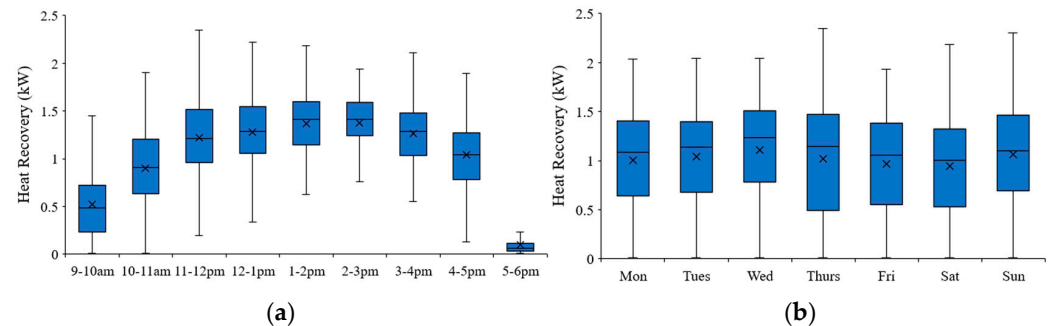 2.5
2
1.5
1
0.5
0
Heat Recovery (kW)
9-10am 10-11am 11-12pm 12-1pm 1-2pm 2-3pm 3-4pm 4-5pm 5-6pm
(a)
2.5
2
1.5
1
0.5
0
Heat Recovery (kW)
Mon Tues Wed Thurs Fri Sat Sun
(b)